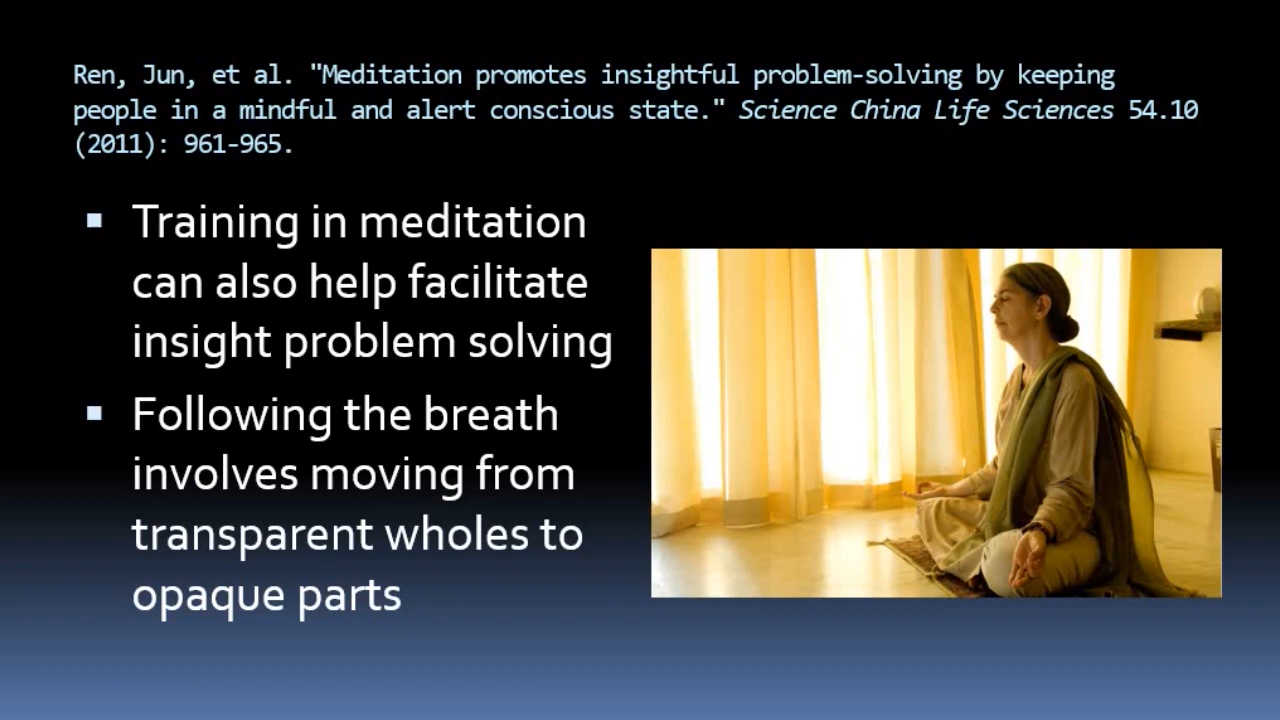 Ren, Jun, et al. "Meditation promotes insightful problem-solving by keeping
people in a mindful and alert conscious state." Science China Life Sciences 54.10
(2011): 961-965.
▪ Training in meditation
can also help facilitate
insight problem solving
▪ Following the breath
involves moving from
transparent wholes to
opaque parts